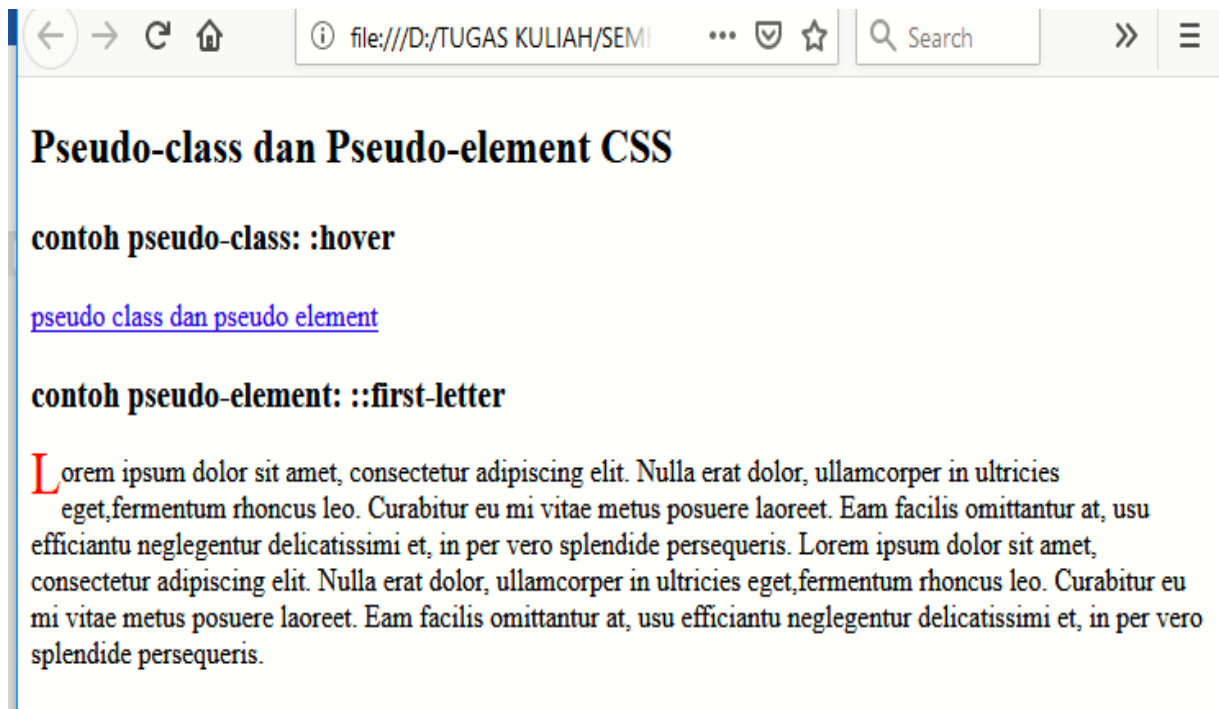 file:///D:/TUGAS KULIAH/SEM
Search
Pseudo-class dan Pseudo-element CSS
contoh pseudo-class: :hover
pseudo class dan pseudo element
contoh pseudo-element: ::first-letter
Lorem ipsum dolor sit amet, consectetur adipiscing elit. Nulla erat dolor, ullamcorper in ultricies
eget,fermentum rhoncus leo. Curabitur eu mi vitae metus posuere laoreet. Eam facilis omittantur at, usu
efficiantu neglegentur delicatissimi et, in per vero splendide persequeris. Lorem ipsum dolor sit amet,
consectetur adipiscing elit. Nulla erat dolor, ullamcorper in ultricies eget,fermentum rhoncus leo. Curabitur eu
mi vitae metus posuere laoreet. Eam facilis omittantur at, usu efficiantu neglegentur delicatissimi et, in per vero
splendide persequeris.